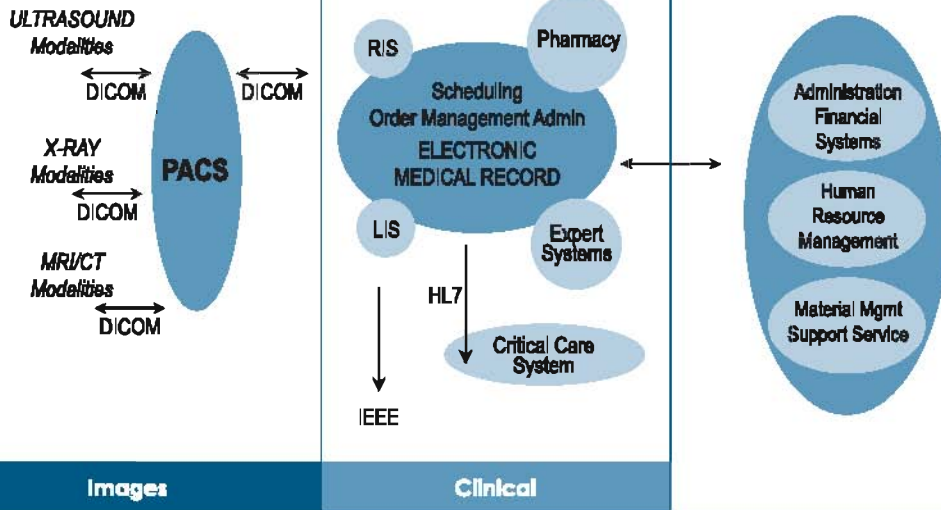 ULTRASOUND
Modalities
DICOM
DICOM
X-RAY
Modalities
DICOM
PACS
MRI/CT
Modalities
DICOM
Images
RIS
Pharmacy
Scheduling
Order Management Admin
ELECTRONIC
MEDICAL RECORD
LIS
Expert
Systems
HL7
Critical Care
System
IEEE
Clinical
Administration
Financial
Systems
Human
Resource
Management
Material Mgmt
Support Service